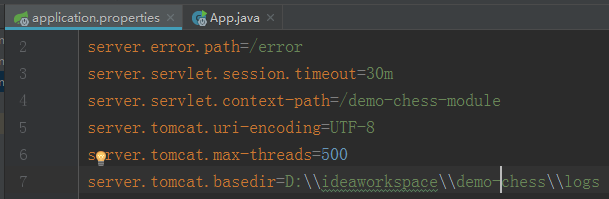 application.properties App.java
2 server.error.path=/error
3 server.servlet.session.timeout=30m
4 server.servlet.context-path=/demo-chess-module
5 server.tomcat.uri-encoding=UTF-8
6 server.tomcat.max-threads=500
7 server.tomcat.basedir=D:\\ideaworkspace\\demo-chess\\logs